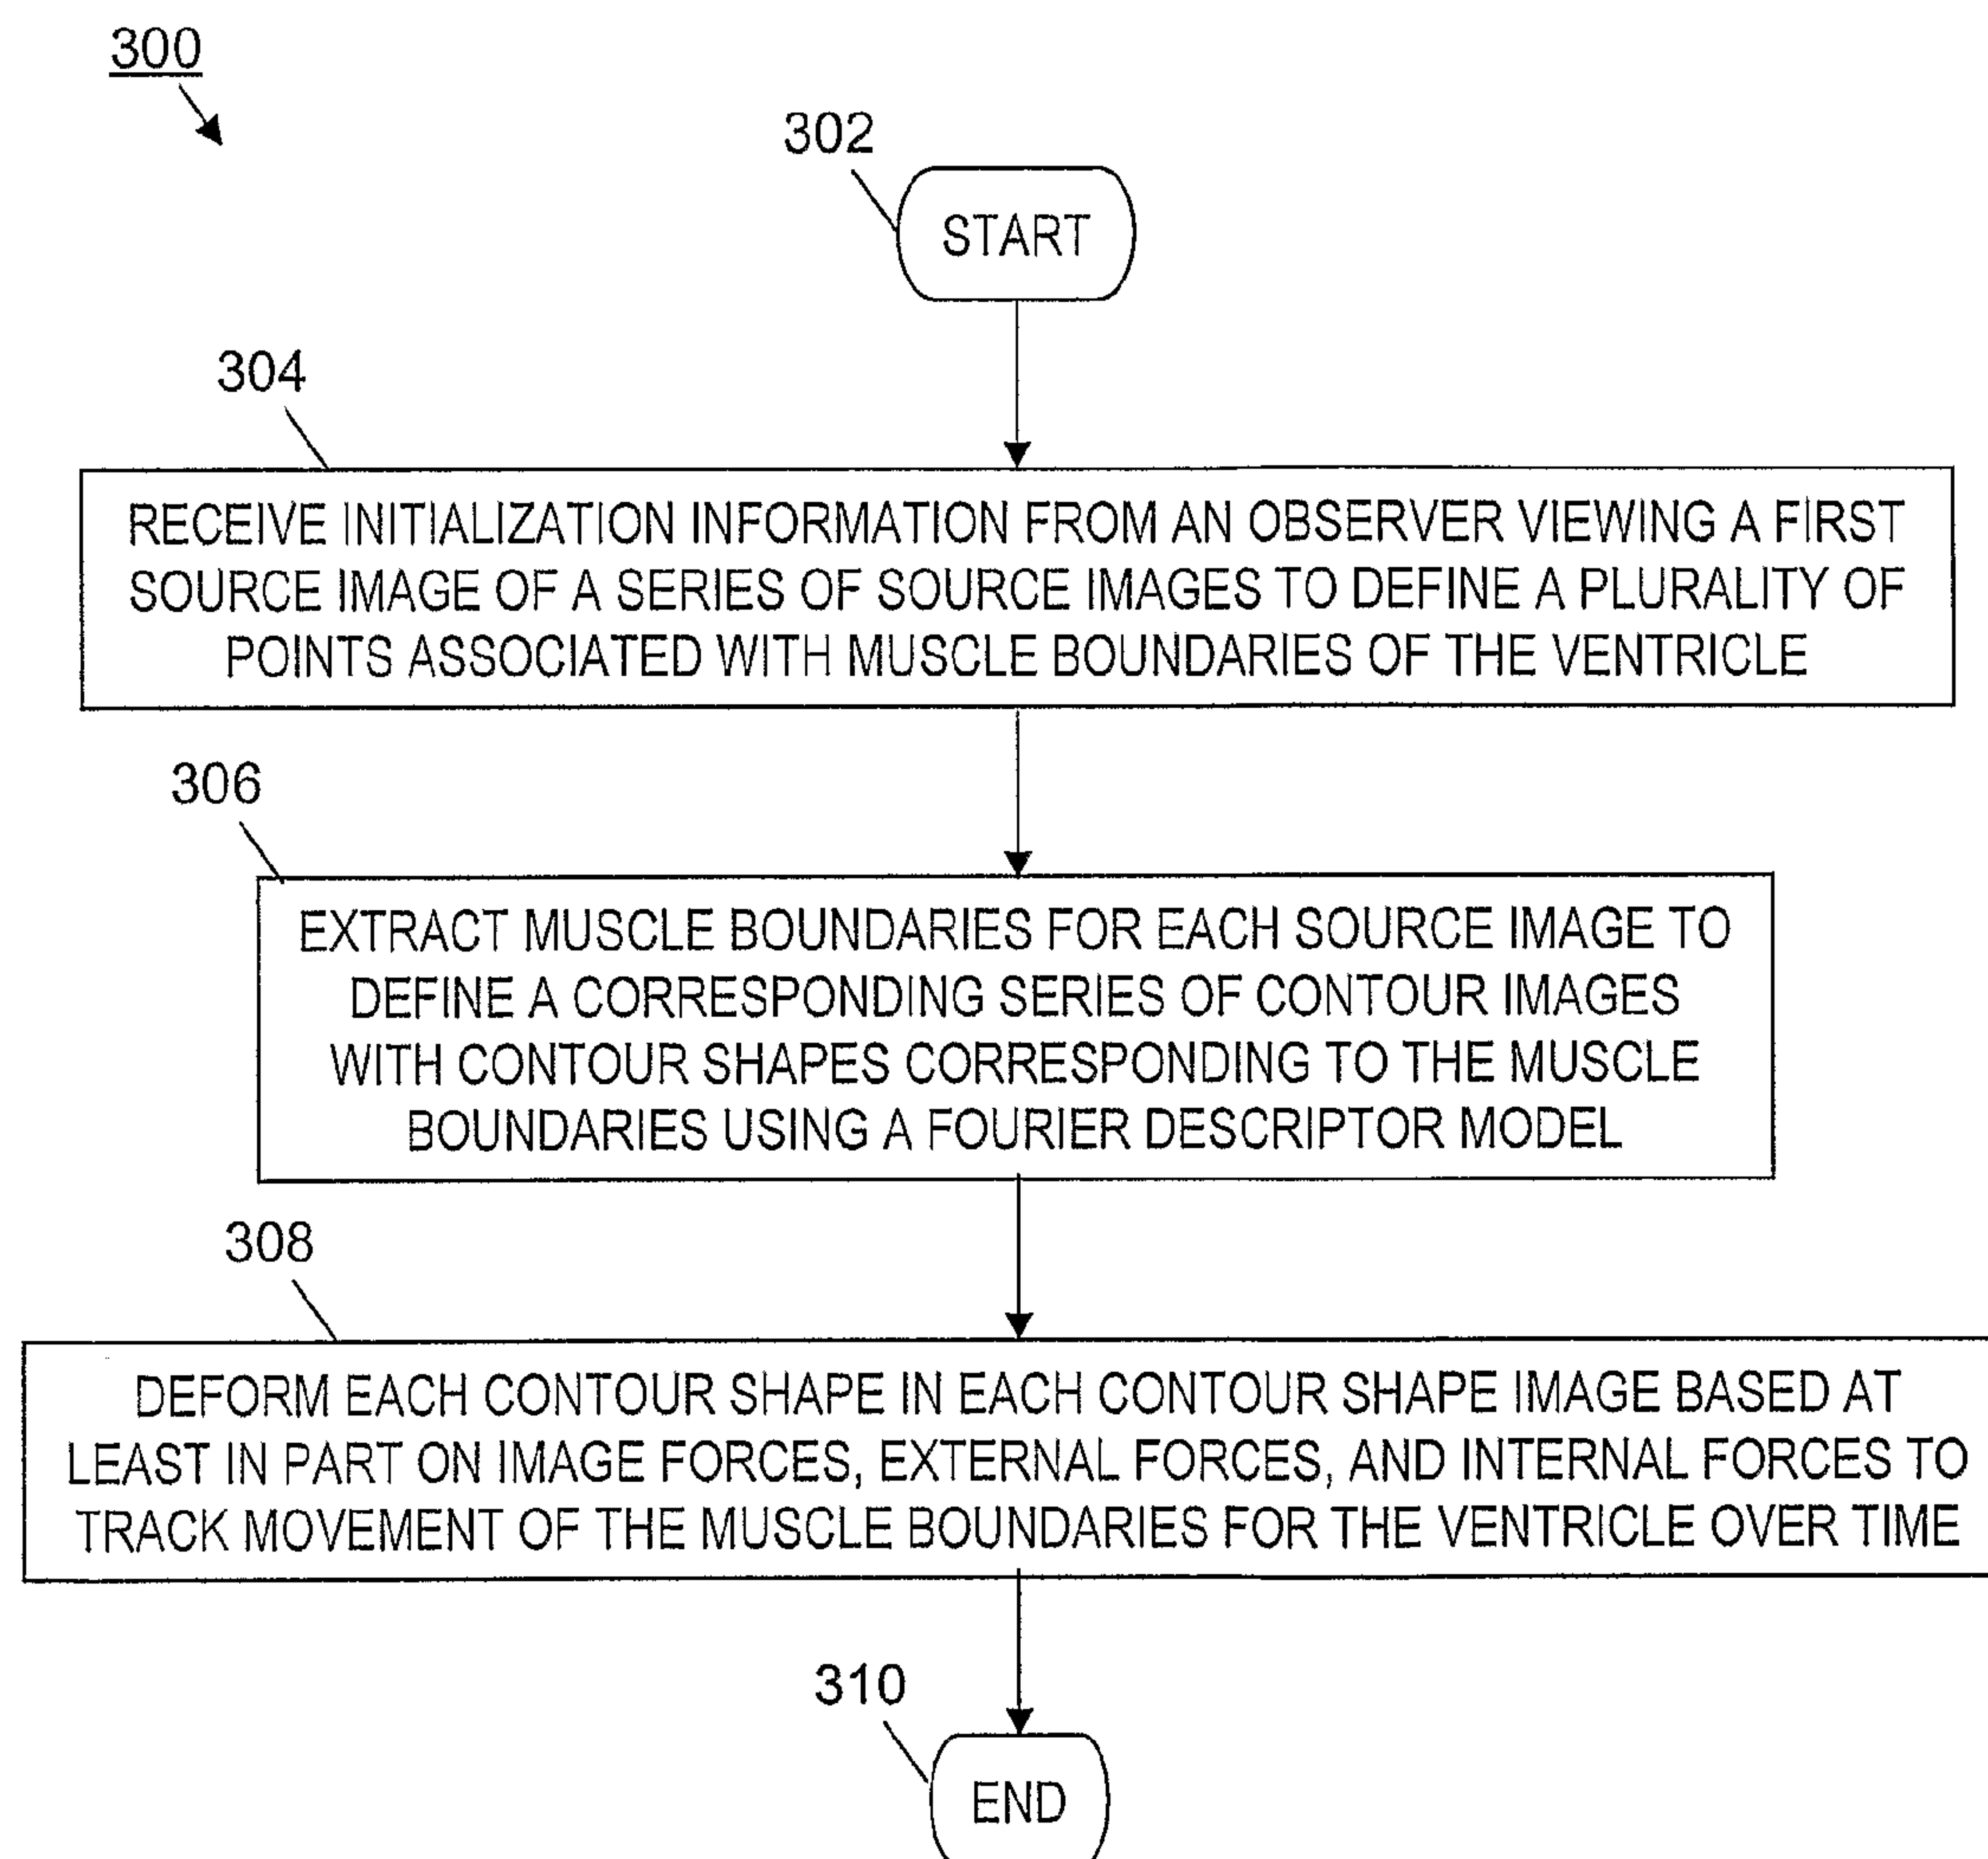 300
302
START
304
RECEIVE INITIALIZATION INFORMATION FROM AN OBSERVER VIEWING A FIRST
SOURCE IMAGE OF A SERIES OF SOURCE IMAGES TO DEFINE A PLURALITY OF
POINTS ASSOCIATED WITH MUSCLE BOUNDARIES OF THE VENTRICLE
306
EXTRACT MUSCLE BOUNDARIES FOR EACH SOURCE IMAGE TO
DEFINE A CORRESPONDING SERIES OF CONTOUR IMAGES
WITH CONTOUR SHAPES CORRESPONDING TO THE MUSCLE
BOUNDARIES USING A FOURIER DESCRIPTOR MODEL
308
DEFORM EACH CONTOUR SHAPE IN EACH CONTOUR SHAPE IMAGE BASED AT
LEAST IN PART ON IMAGE FORCES, EXTERNAL FORCES, AND INTERNAL FORCES TO
TRACK MOVEMENT OF THE MUSCLE BOUNDARIES FOR THE VENTRICLE OVER TIME
310
END